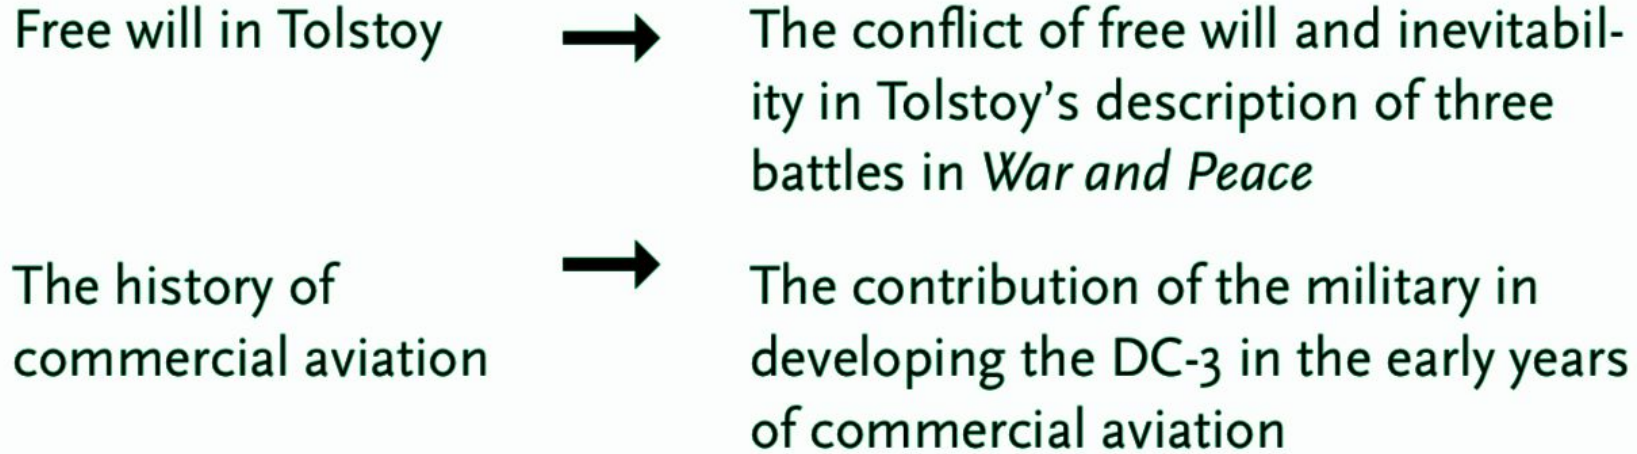 Free will in Tolstoy → The conflict of free will and inevitabil-
ity in Tolstoy’s description of three
battles in War and Peace
The history of → The contribution of the military in
commercial aviation developing the DC-3 in the early years
of commercial aviation